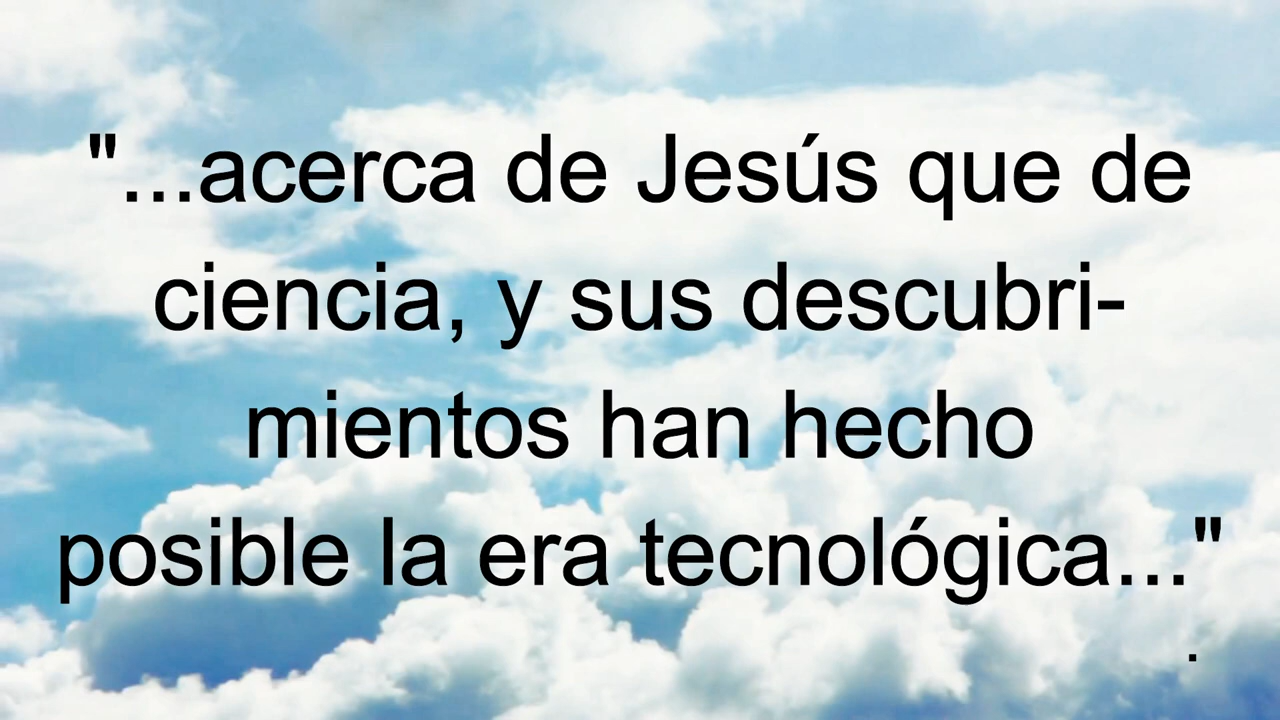 "...acerca de Jesús que de
ciencia, y sus descubri-
mientos han hecho
posible la era tecnológica..."
.